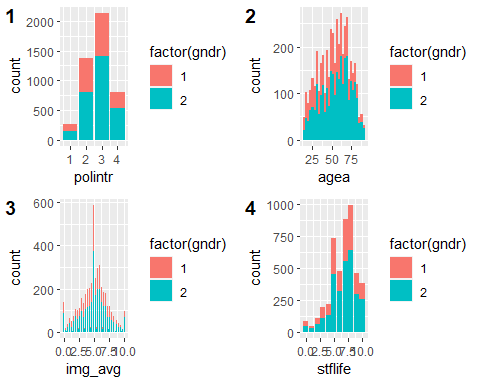 1
2000
1500
1000
500
0
count
1 2 3 4
polintr
factor(gndr)
1
2
2
200
100
0
count
25 50 75
agea
factor(gndr)
1
2
3
600
400
200
0
count
0.0 2.5 5.0 7.5 10.0
img_avg
factor(gndr)
1
2
4
1000
750
500
250
0
count
0.0 2.5 5.0 7.5 10.0
stflife
factor(gndr)
1
2